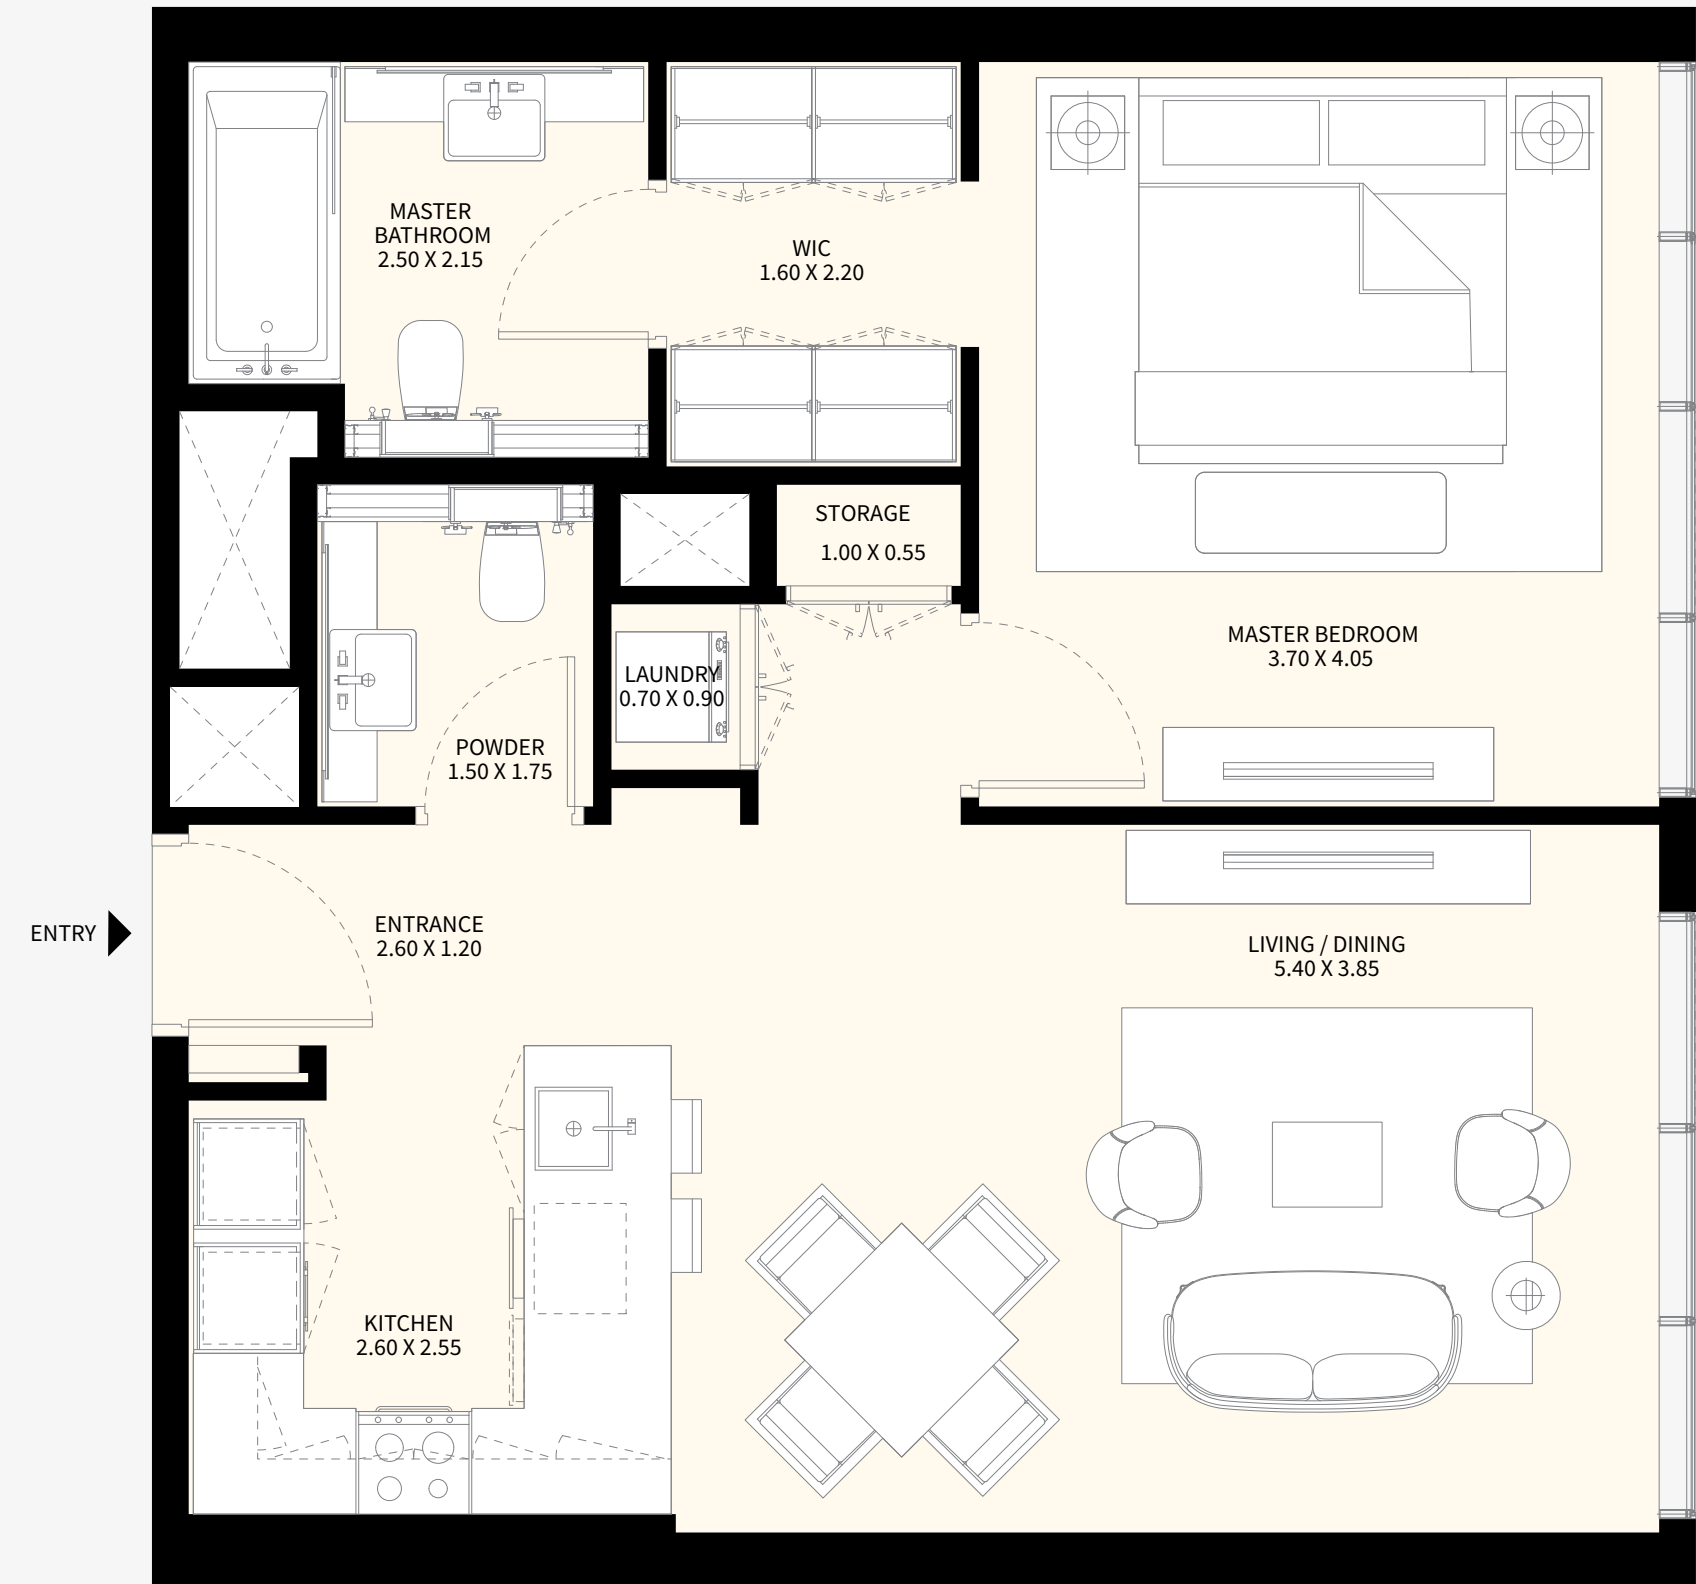 MASTER
BATHROOM
2.50 X 2.15
WIC
1.60 X 2.20
STORAGE
1.00 X 0.55
MASTER BEDROOM
3.70 X 4.05
LAUNDRY
0.70 X 0.90
POWDER
1.50 X 1.75
ENTRY
ENTRANCE
2.60 X 1.20
LIVING / DINING
5.40 X 3.85
KITCHEN
2.60 X 2.55